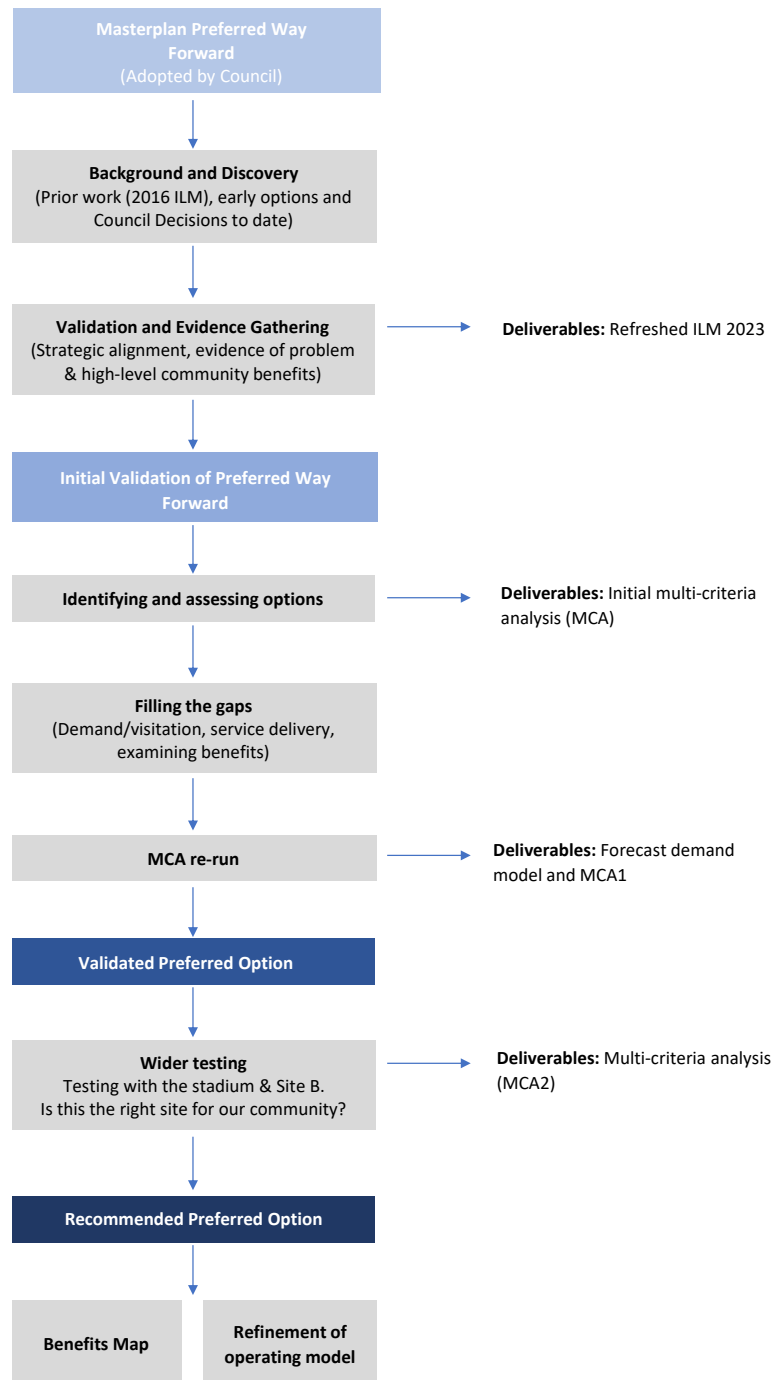 Masterplan Preferred Way
Forward
(Adopted by Council)
Background and Discovery
(Prior work (2016 ILM), early options and
Council Decisions to date)
Validation and Evidence Gathering
(Strategic alignment, evidence of problem
& high-level community benefits)
Deliverables: Refreshed ILM 2023
Initial Validation of Preferred Way
Forward
Identifying and assessing options
Deliverables: Initial multi-criteria
analysis (MCA)
Filling the gaps
(Demand/visitation, service delivery,
examining benefits)
MCA re-run
Deliverables: Forecast demand
model and MCA1
Validated Preferred Option
Wider testing
Testing with the stadium & Site B.
Is this the right site for our community?
Deliverables: Multi-criteria analysis
(MCA2)
Recommended Preferred Option
Benefits Map
Refinement of
operating model